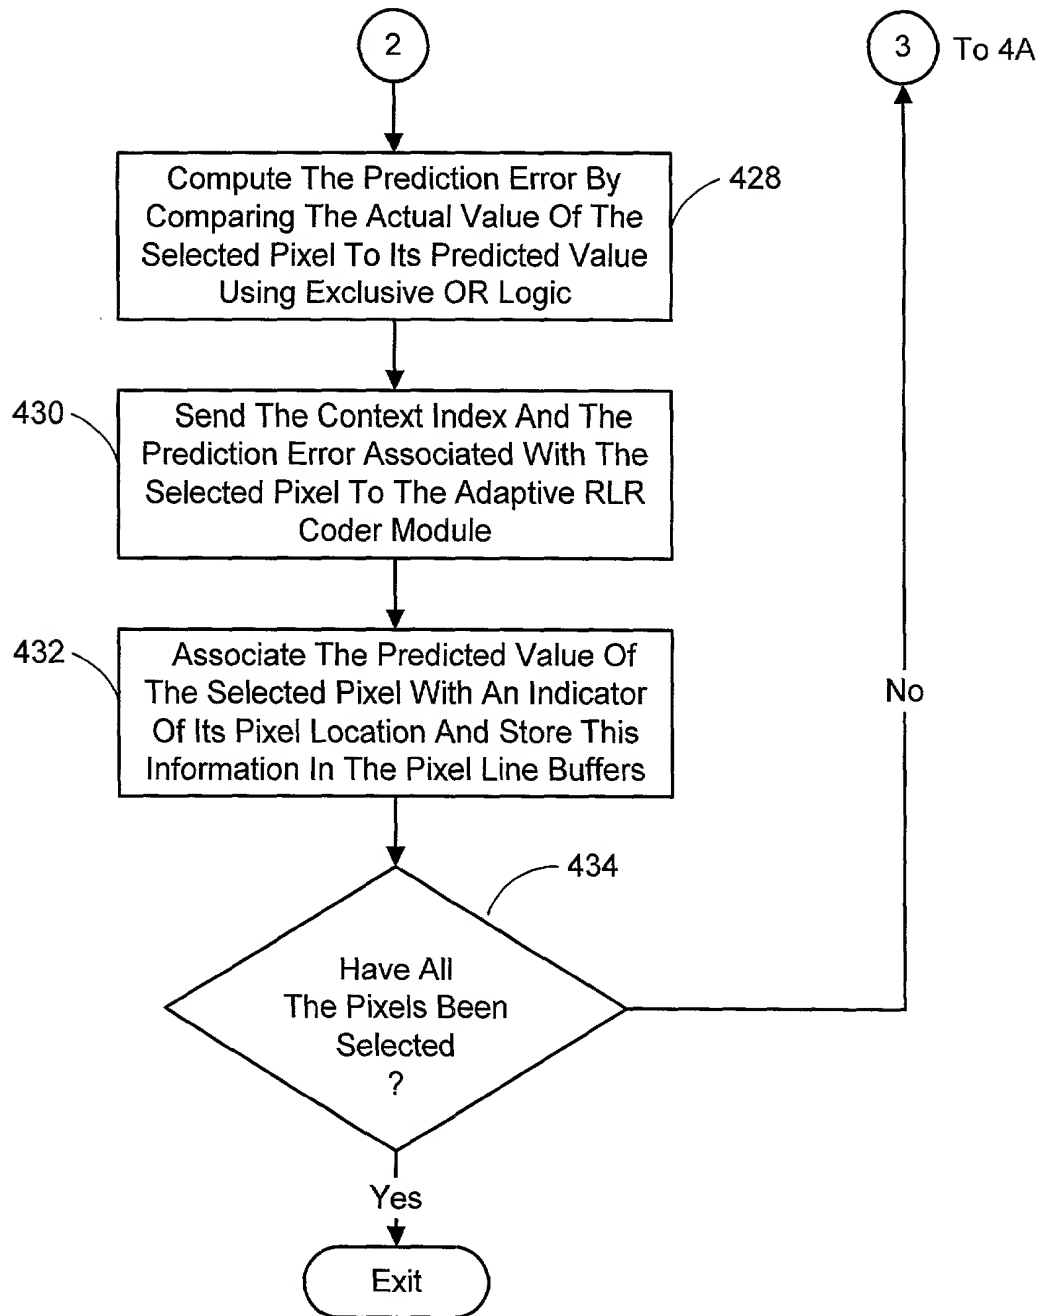 2
3 To 4A
Compute The Prediction Error By
Comparing The Actual Value Of The
Selected Pixel To Its Predicted Value
Using Exclusive OR Logic
428
430
Send The Context Index And The
Prediction Error Associated With The
Selected Pixel To The Adaptive RLR
Coder Module
432
Associate The Predicted Value Of
The Selected Pixel With An Indicator
Of Its Pixel Location And Store This
Information In The Pixel Line Buffers
No
434
Have All
The Pixels Been
Selected
?
Yes
Exit